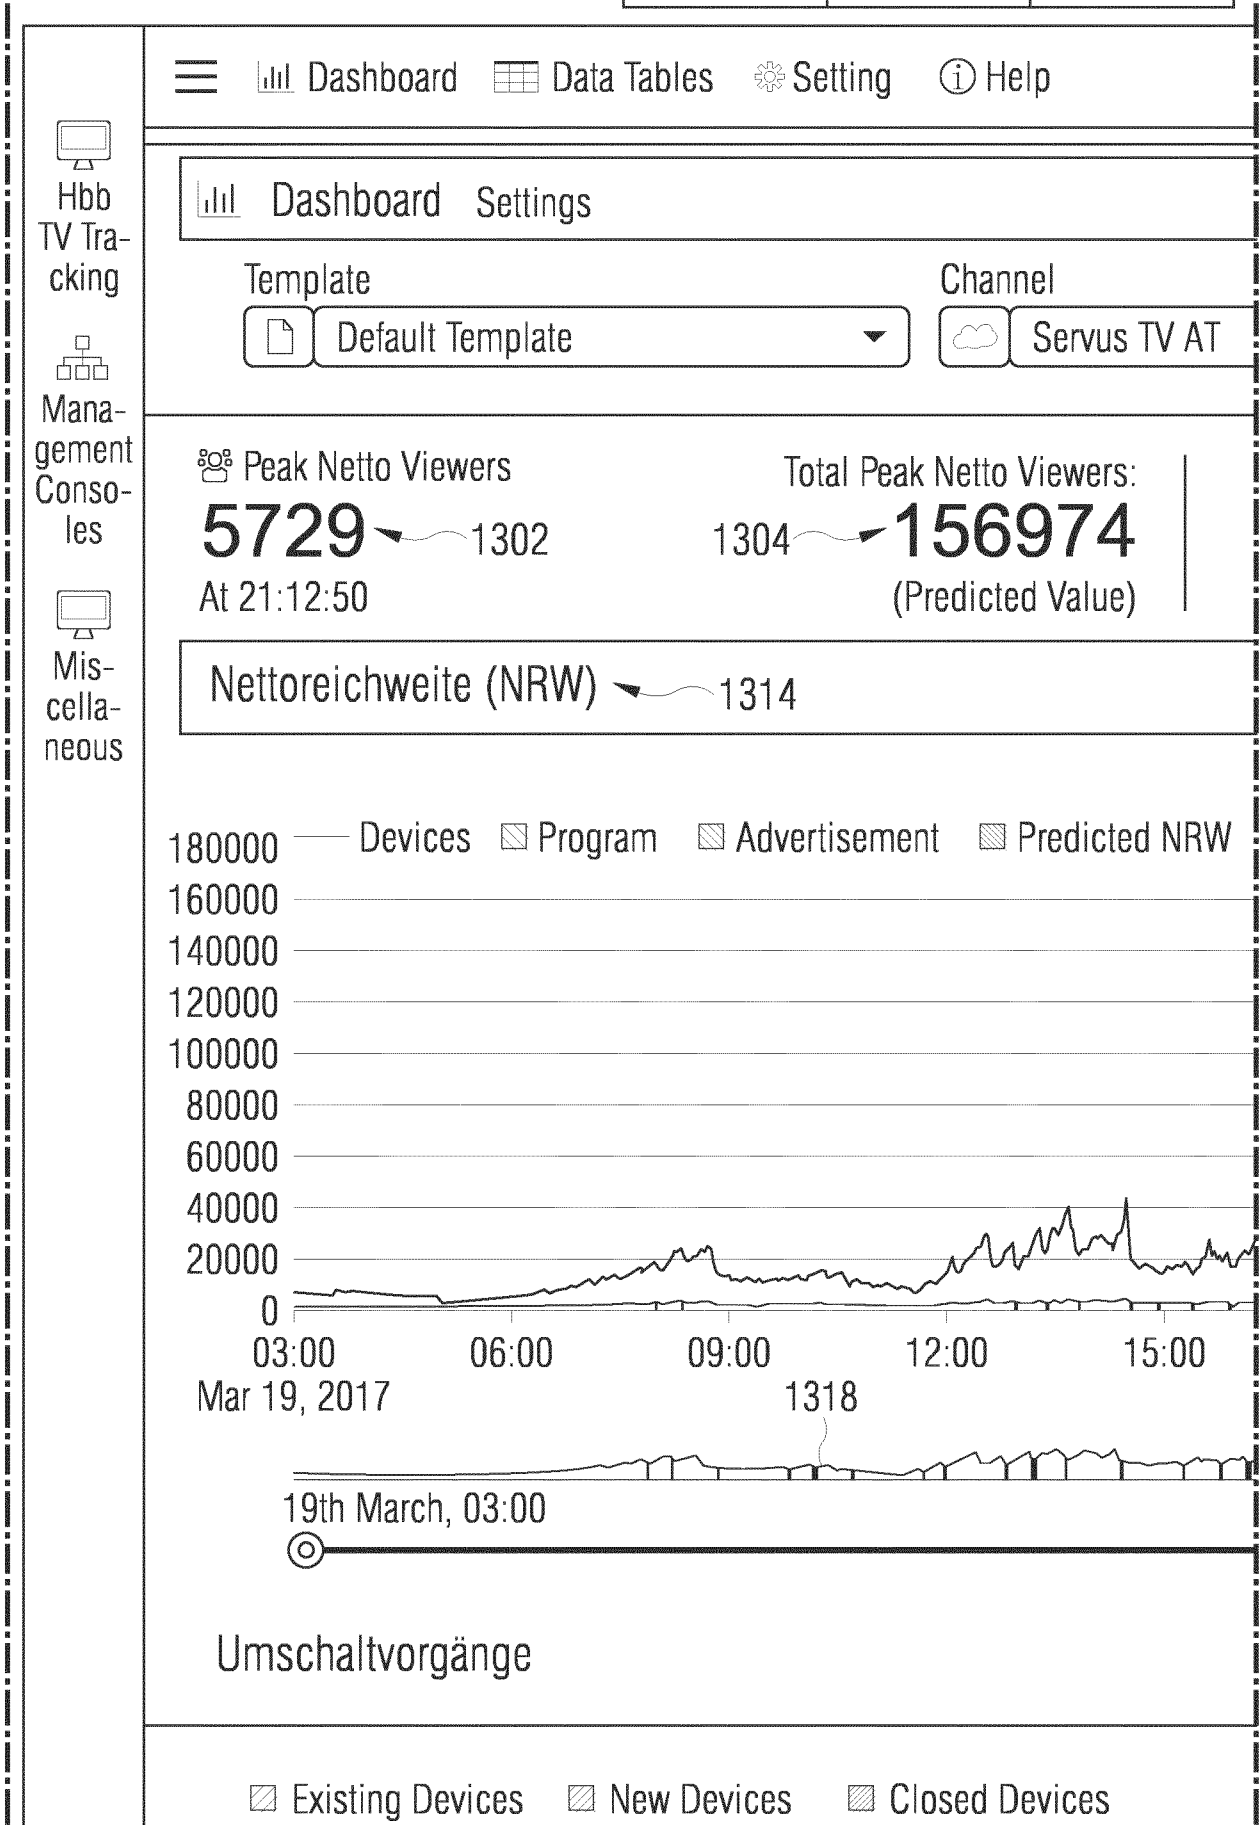 Dashboard Data Tables Setting Help
Hbb
TV Tra-
cking
Mana-
gement
Conso-
les
Mis-
cella-
neous
Dashboard Settings
Template Channel
Default Template Servus TV AT
Peak Netto Viewers Total Peak Netto Viewers:
5729 1302 1304 156974
At 21:12:50 (Predicted Value)
Nettoreichweite (NRW) 1314
Devices Program Advertisement Predicted NRW
180000
160000
140000
120000
100000
80000
60000
40000
20000
0
03:00 06:00 09:00 12:00 15:00
Mar 19, 2017 1318
19th March, 03:00
Umschaltvorgänge
Existing Devices New Devices Closed Devices